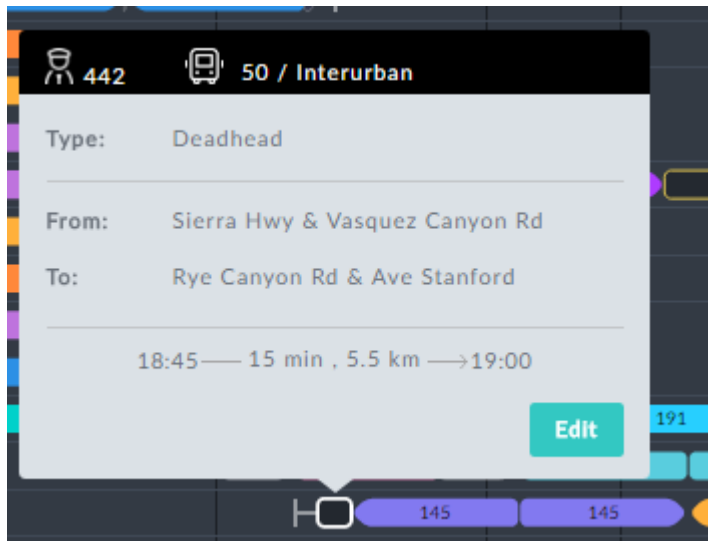 442 50 / Interurban
Type: Deadhead
From: Sierra Hwy & Vasquez Canyon Rd
To: Rye Canyon Rd & Ave Stanford
18:45 15 min , 5.5 km 19:00
Edit
191
145 145